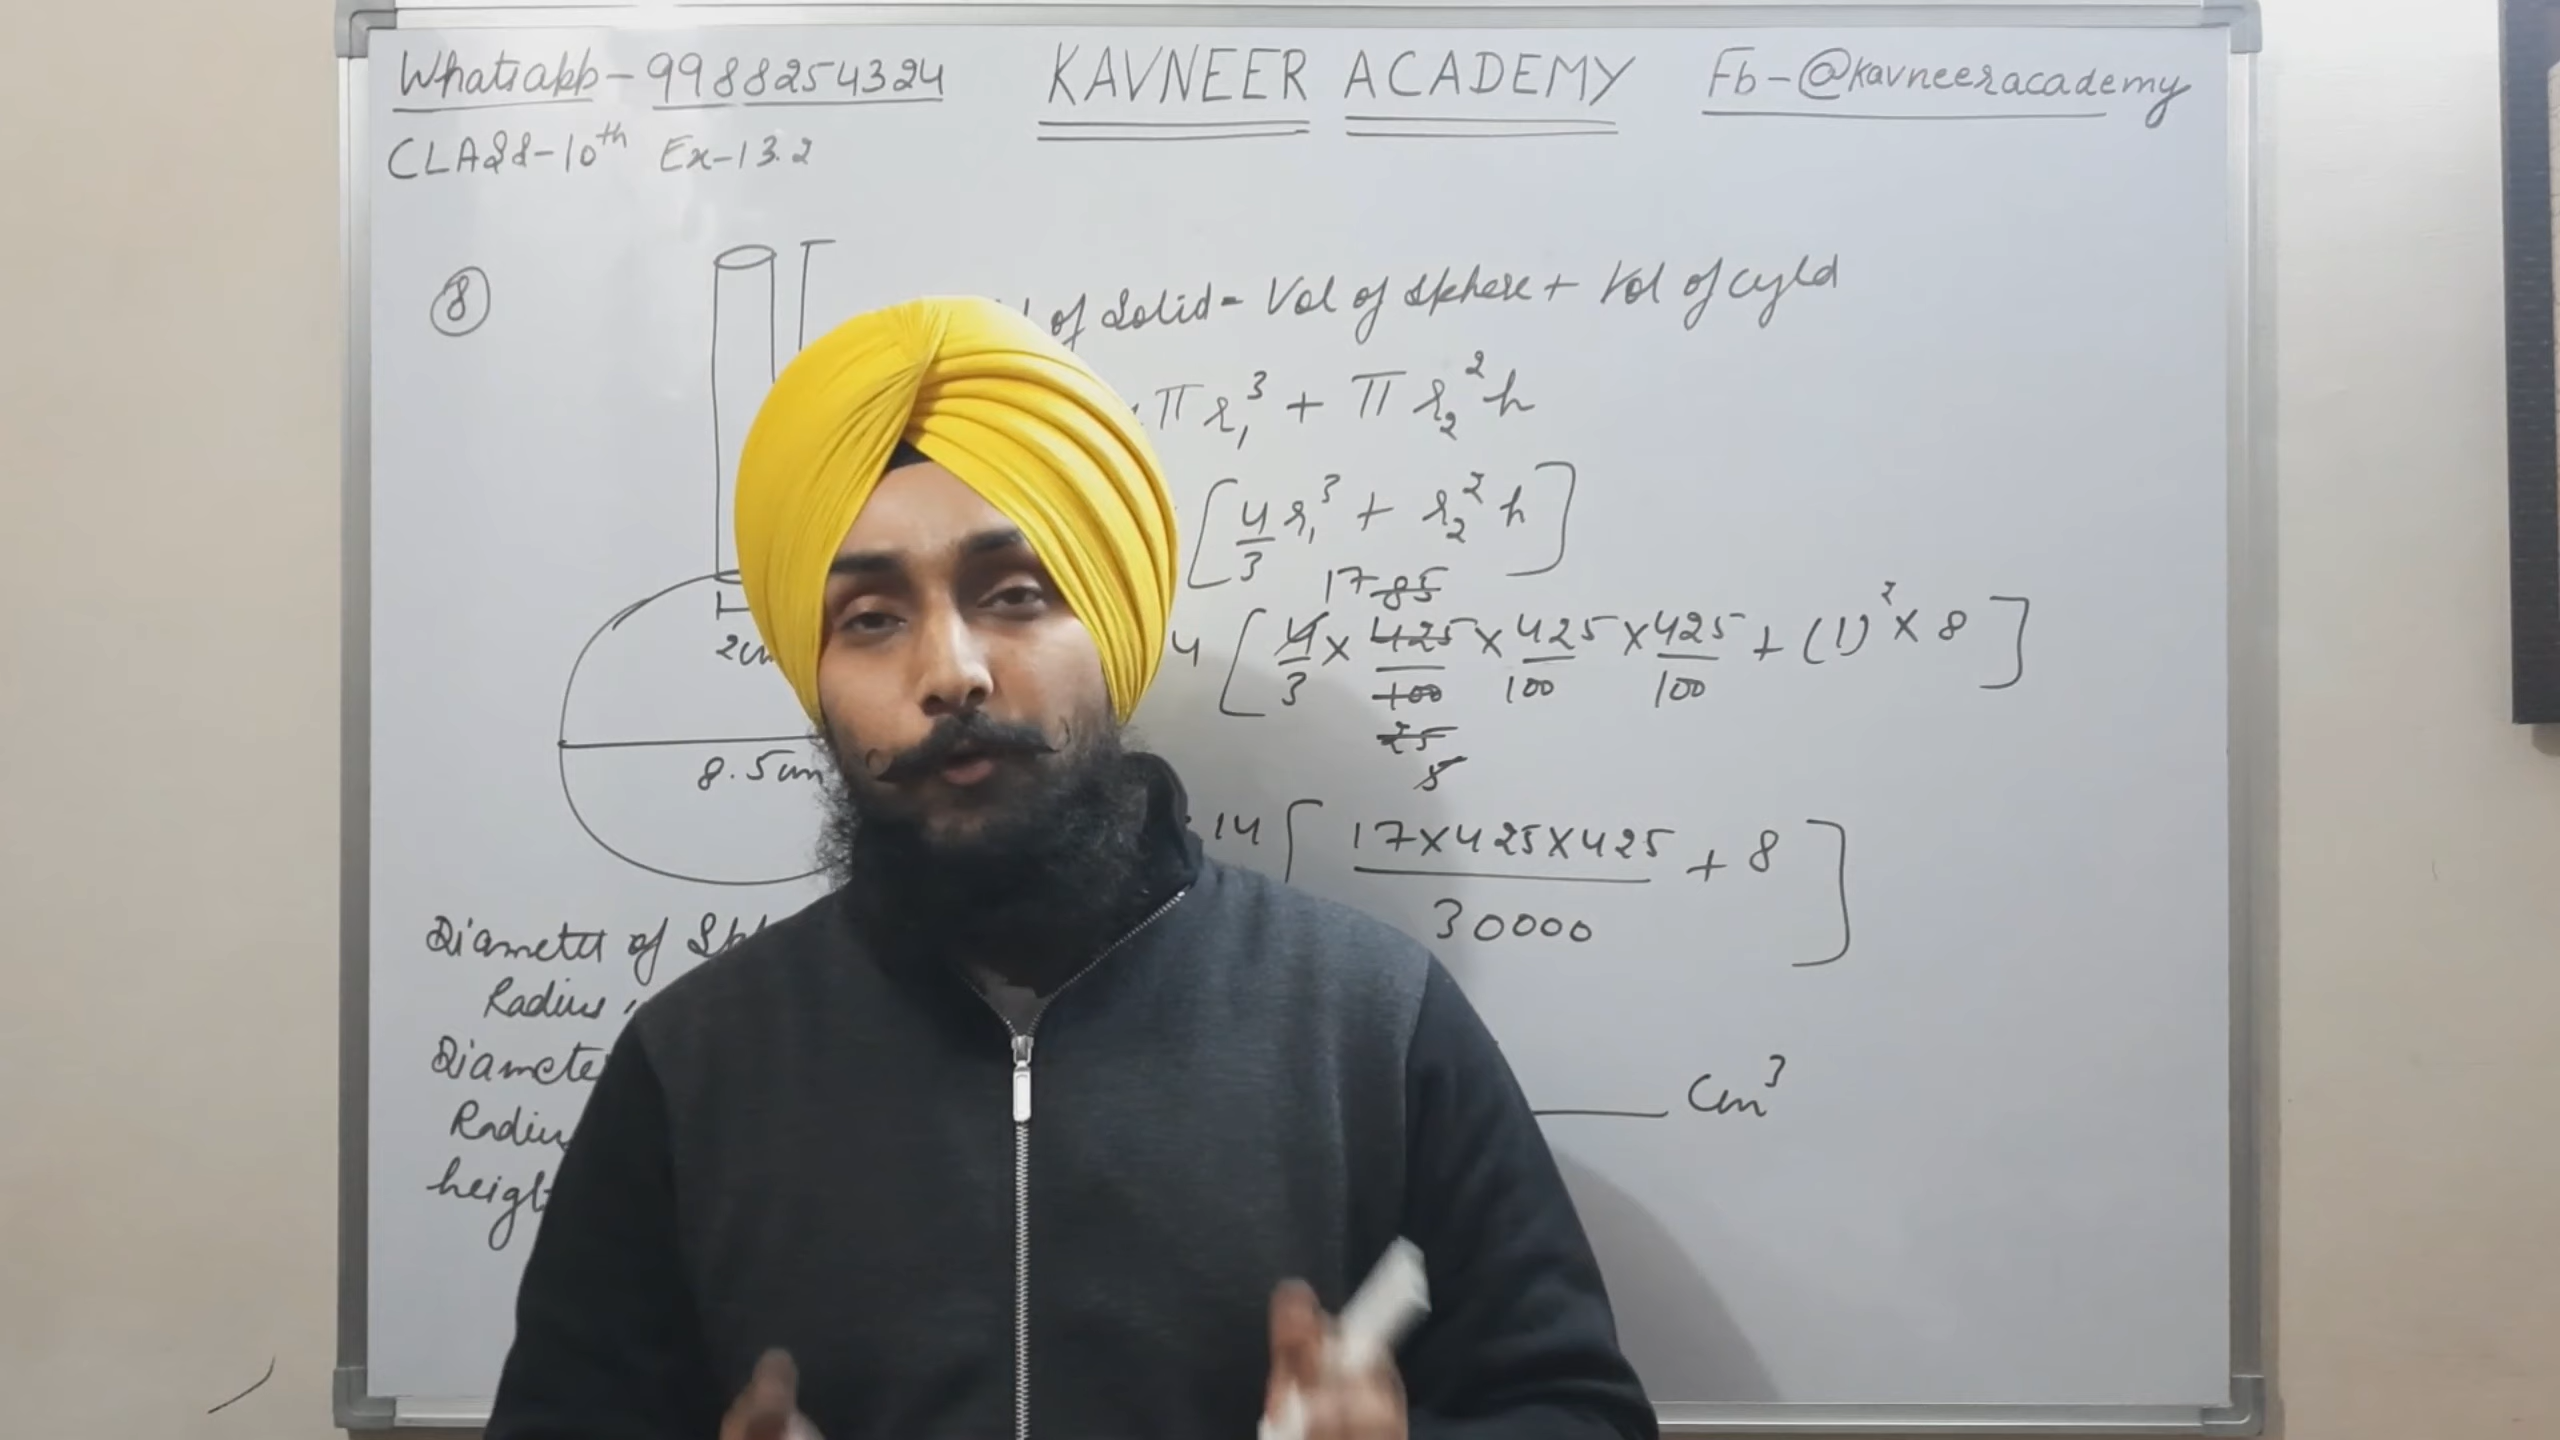 Whatsapp - 9988254324 KAVNEER ACADEMY Fb - @kavneeracademy
CLASS - 10th Ex - 13.2
8
of Solid = Vol of Sphere + Vol of cyld
π r₁³ + π r₂² h
[ 4/3 r₁³ + r₂² h ]
17 85
4 [ 4/3 × 425/100 × 425/100 × 425/100 + (1)² × 8 ]
25
5
2cm
8.5cm
14 [ 17×425×425/30000 + 8 ]
Diameter of
Radius
cm³
Diameter
Radius
height